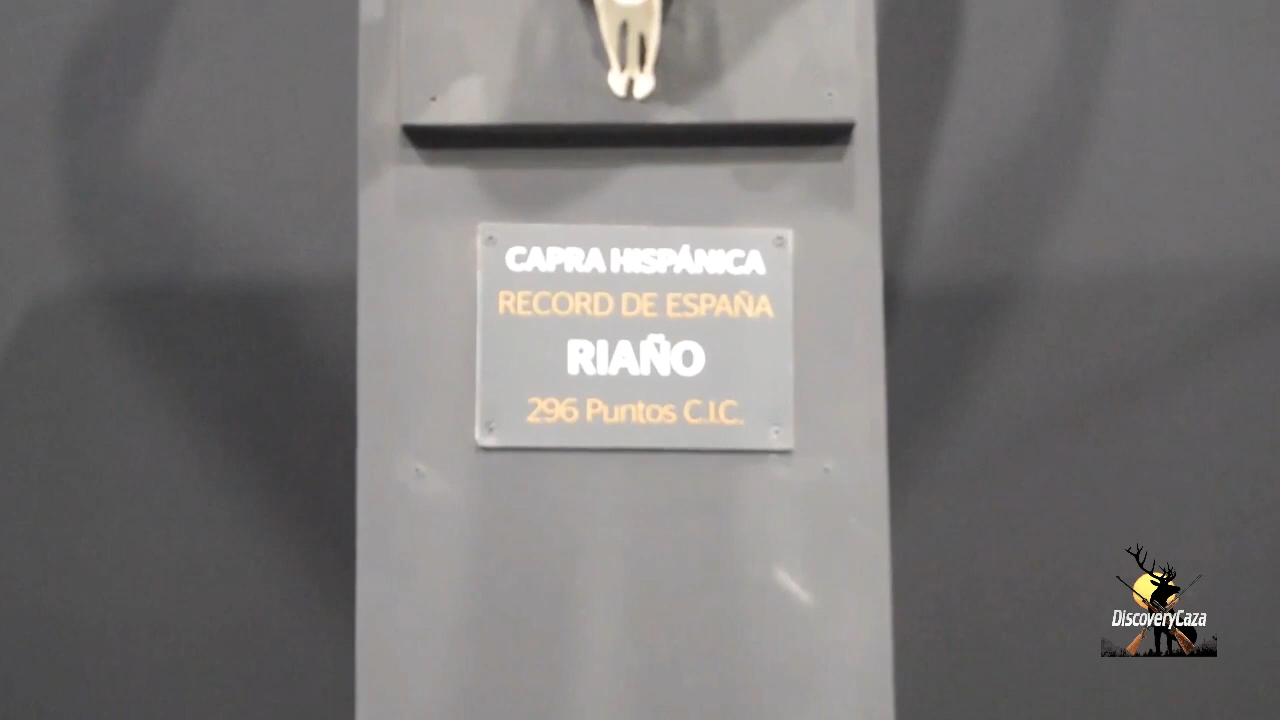 CAPRA HISPÁNICA
RECORD DE ESPAÑA
RIAÑO
296 Puntos C.I.C.
DiscoveryCaza